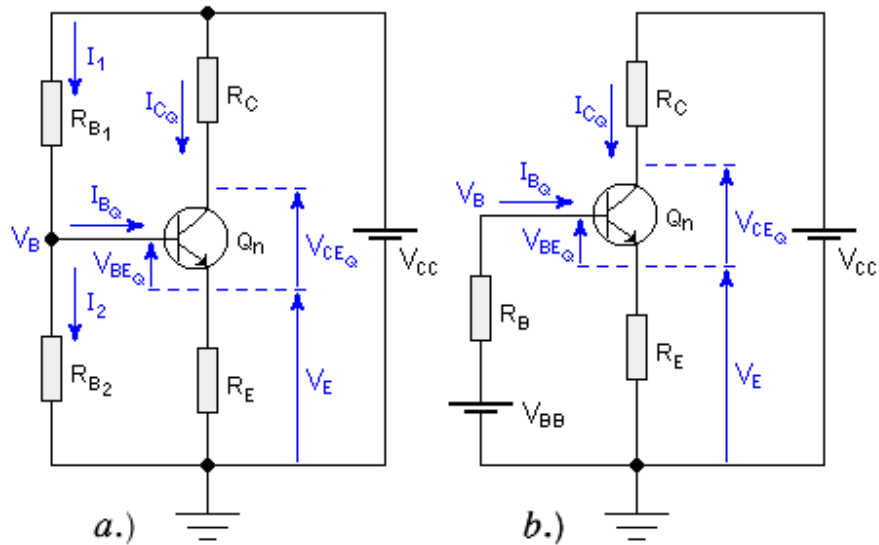 I1
RB1
ICQ
RC
IBQ
VB
Qn
VBEQ
VCEQ
VCC
I2
RB2
RE
VE
a.)
ICQ
RC
IBQ
VB
Qn
VBEQ
VCEQ
VCC
RB
RE
VE
VBB
b.)